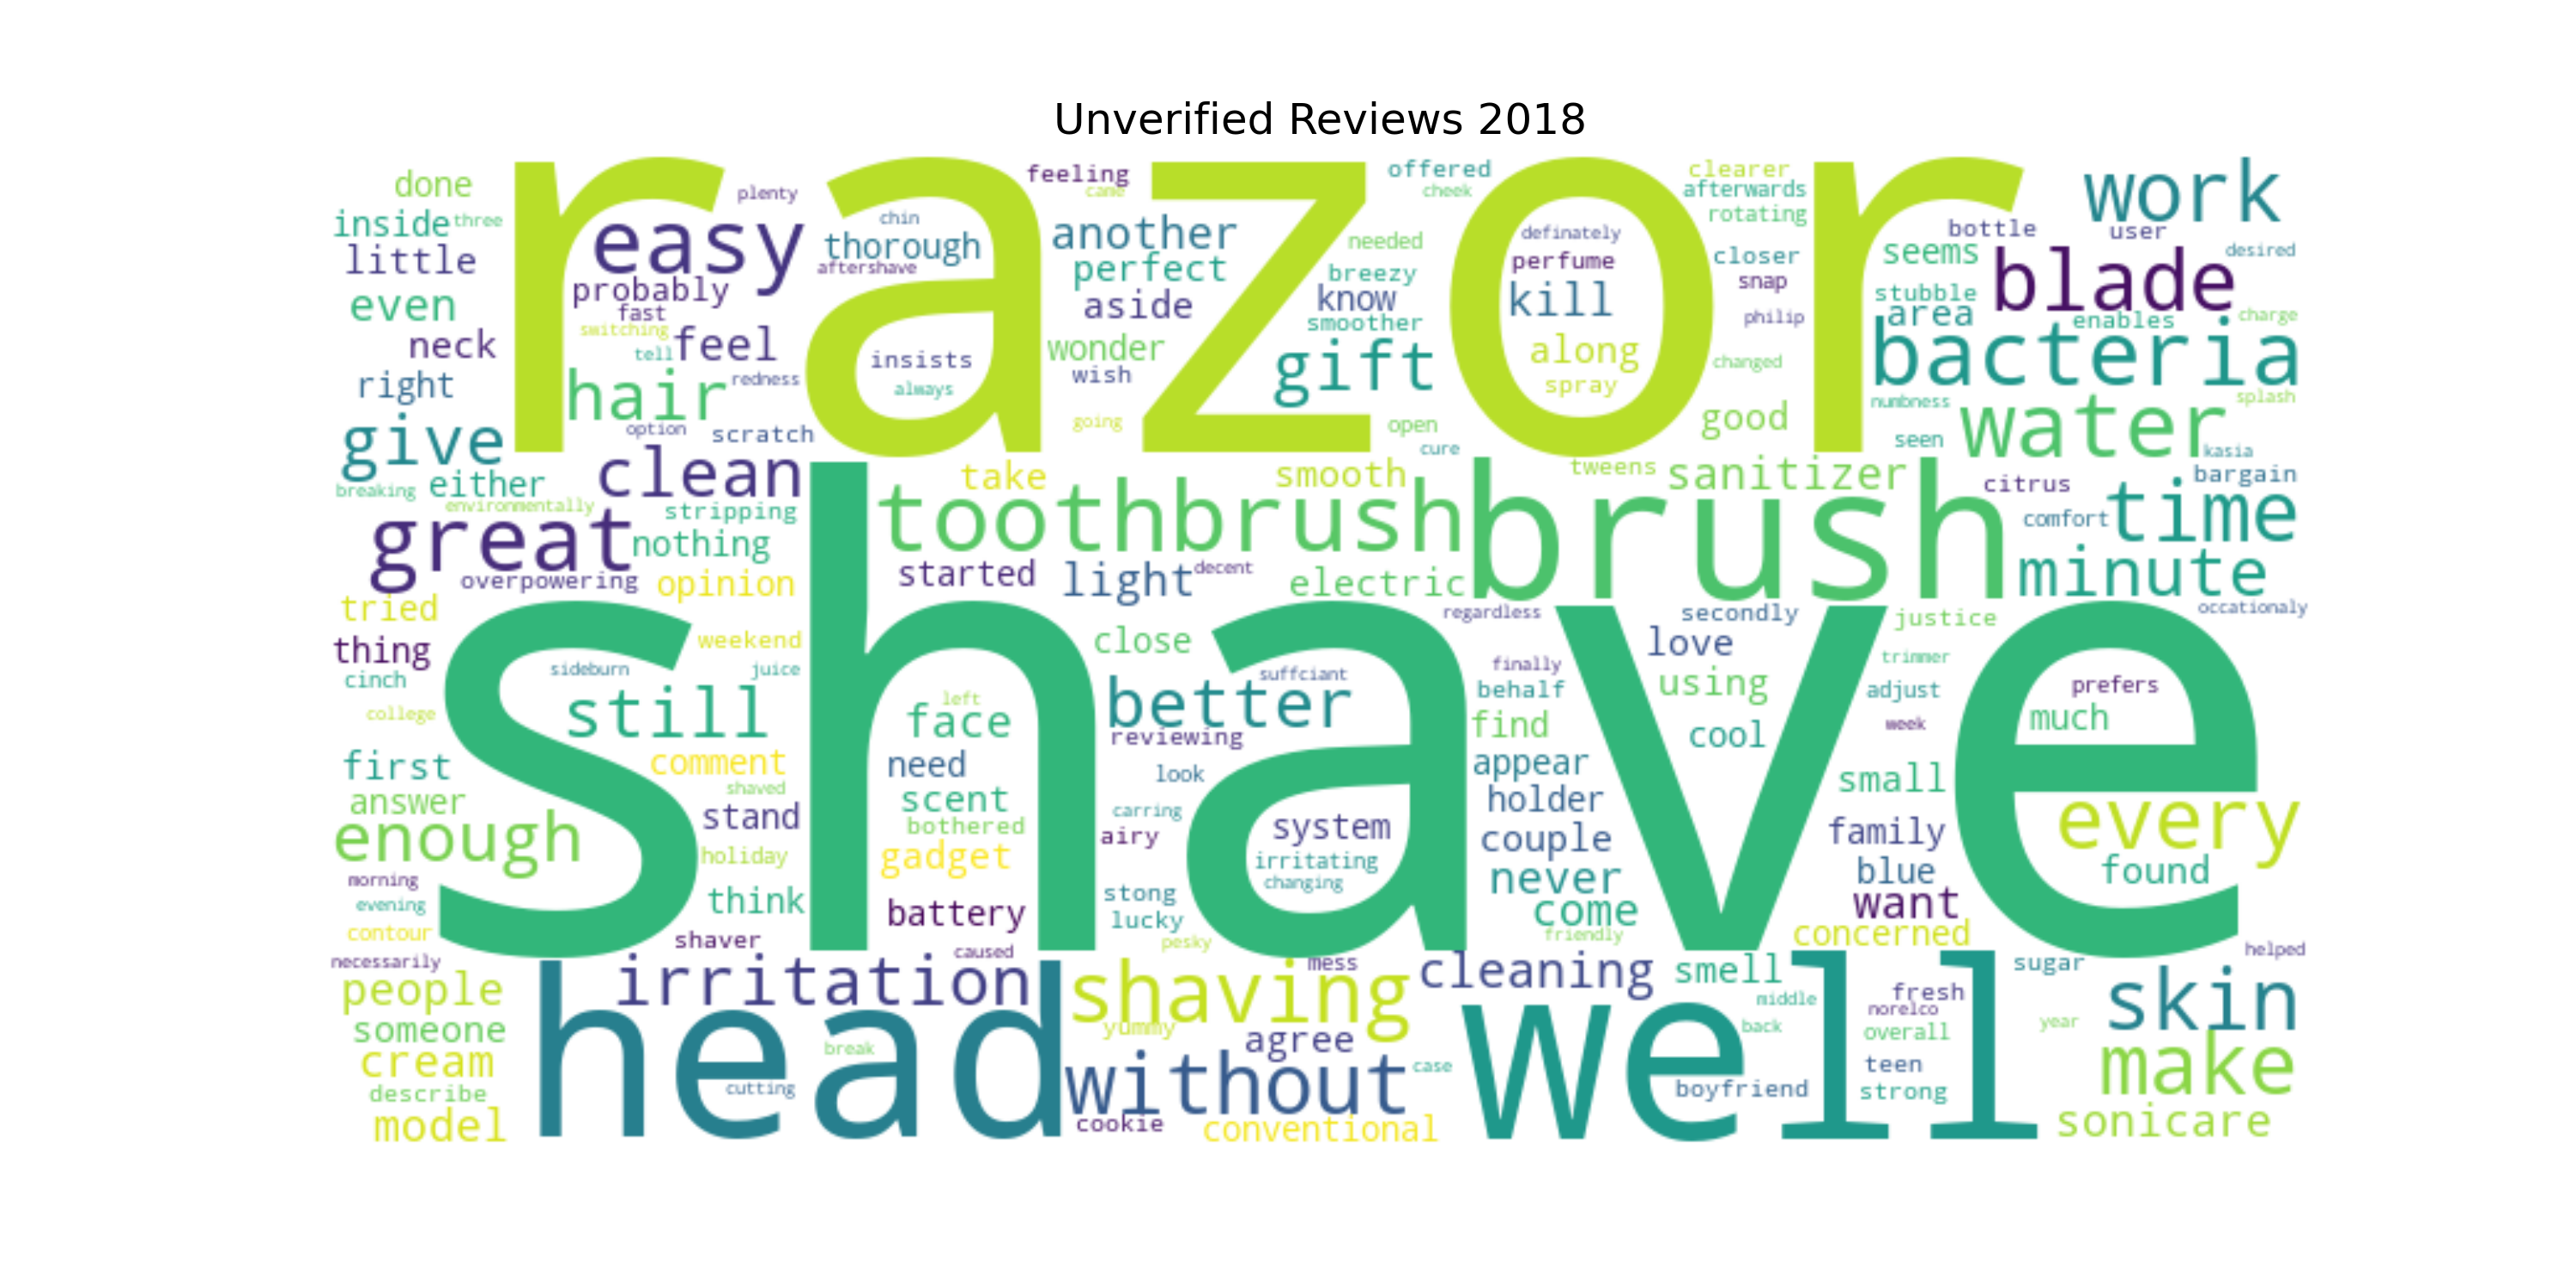 Unverified Reviews 2018
razor
done
plenty
feeling
came
offered
cheek
clearer
afterwards
rotating
work
inside
three
easy
chin
thorough
aftershave
another
needed
definately
closer
bottle
user
seems
desired
little
probably
fast
perfect
breezy
perfume
snap
stubble
blade
even
switching
aside
know
smoother
kill
philip
area
enables
charge
neck
tell
feel
insists
always
wonder
wish
gift
along
spray
changed
bacteria
right
hair
redness
going
open
cure
good
numbness
splash
give
option
scratch
seen
water
kasia
breaking
either
clean
take
smooth
tweens
sanitizer
citrus
bargain
environmentally
stripping
toothbrush
brush
comfort
time
great
nothing
overpowering
opinion
started
light
decent
electric
minute
tried
shave
regardless
secondly
justice
occationaly
thing
weekend
close
love
cinch
sideburn
juice
suffciant
finally
behalf
using
trimmer
adjust
prefers
college
still
left
face
better
reviewing
find
cool
week
much
first
comment
need
look
appear
small
answer
shaved
scent
carring
holder
every
enough
stand
bothered
airy
system
couple
family
holiday
gadget
irritating
changing
blue
found
morning
evening
think
battery
stong
lucky
never
come
want
contour
shaver
pesky
friendly
concerned
necessarily
caused
mess
helped
people
irritation
shaving
cleaning
smell
sugar
skin
someone
head
yummy
middle
back
well
fresh
norelco
overall
year
cream
break
agree
describe
cutting
without
case
boyfriend
teen
strong
make
model
cookie
conventional
sonicare